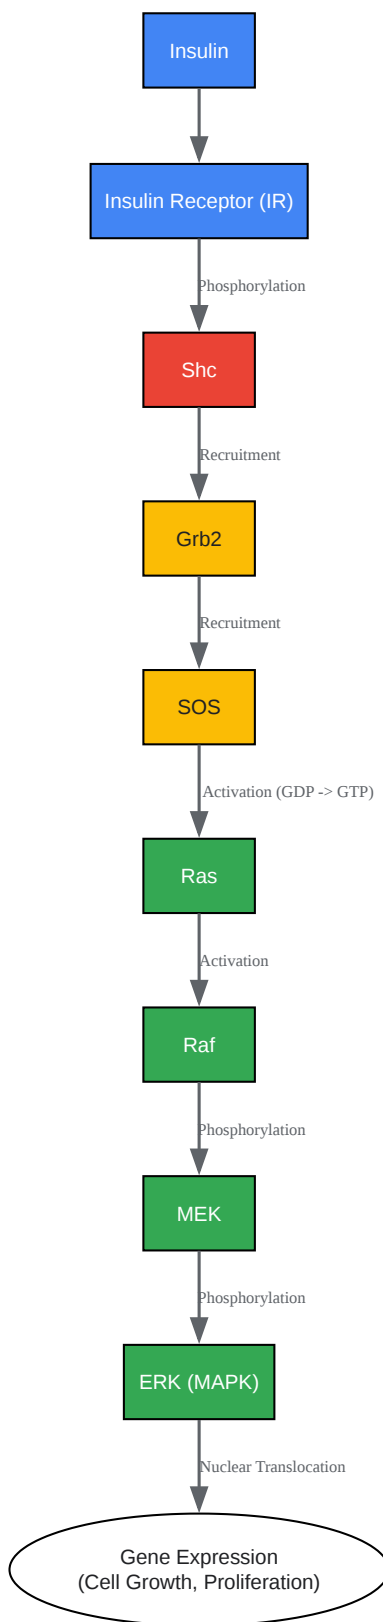 Insulin
Insulin Receptor (IR)
Phosphorylation
Shc
Recruitment
Grb2
Recruitment
SOS
Activation (GDP -> GTP)
Ras
Activation
Raf
Phosphorylation
MEK
Phosphorylation
ERK (MAPK)
Nuclear Translocation
Gene Expression
(Cell Growth, Proliferation)